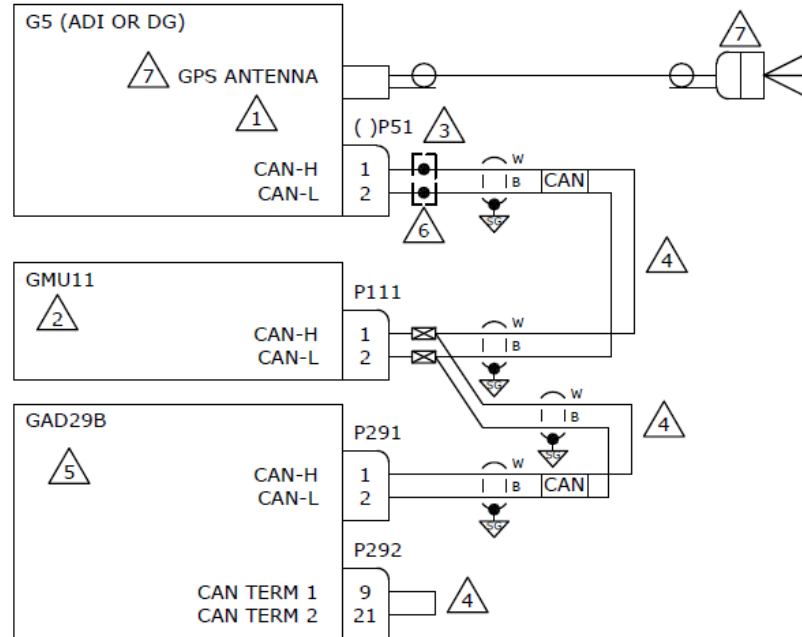 G5 (ADI OR DG)
7 GPS ANTENNA 7
1
( )P51 3
CAN-H 1 W
CAN-L 2 B CAN
6 SG
4
GMU11
2
P111
CAN-H 1 W
CAN-L 2 B
SG
W
B
SG
4
GAD29B
5
P291
CAN-H 1 W
CAN-L 2 B CAN
SG
P292
CAN TERM 1 9
CAN TERM 2 21
4